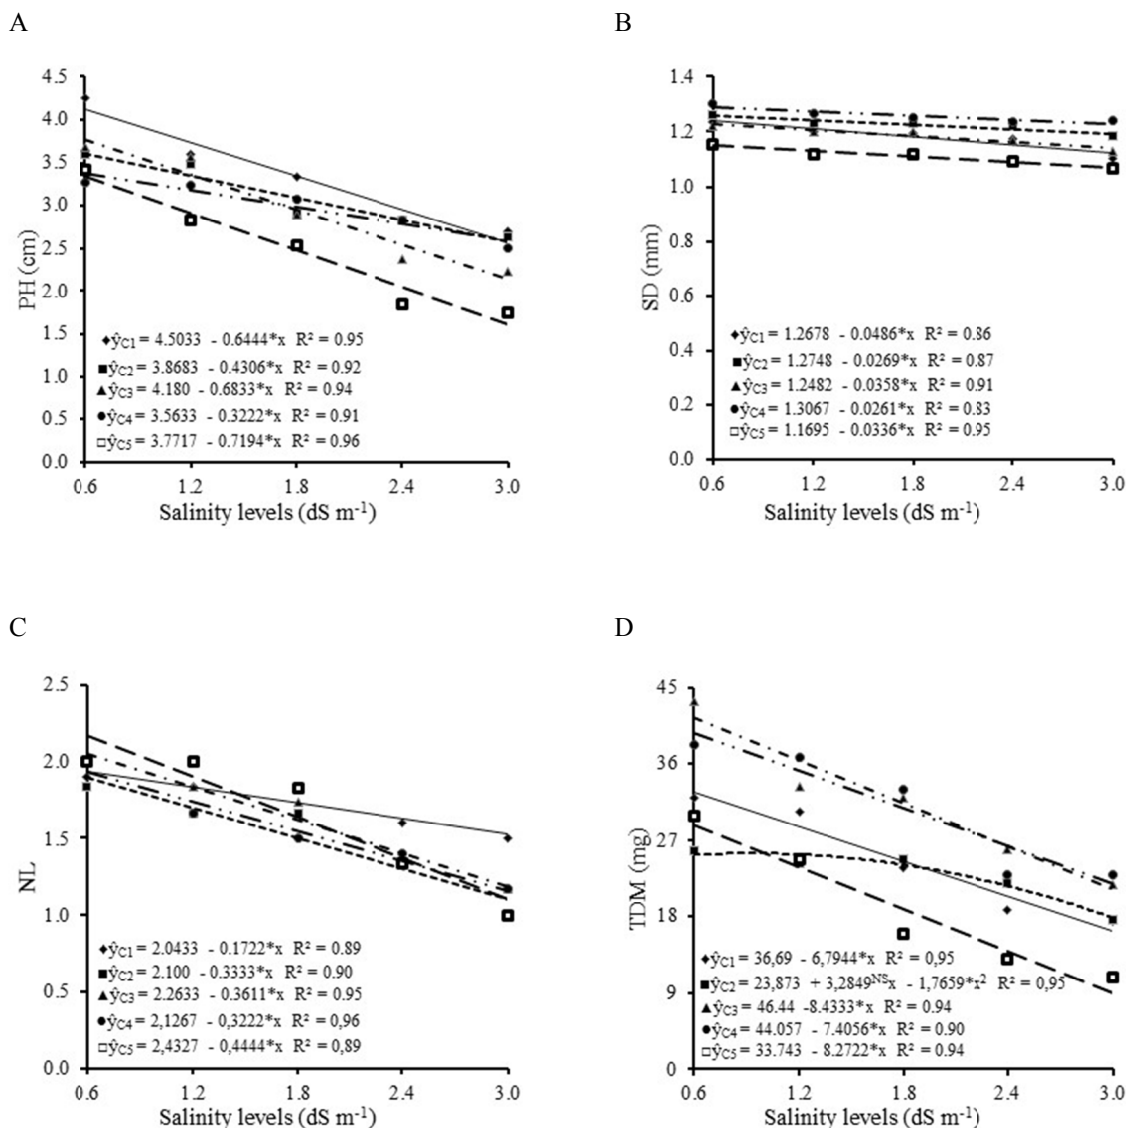 A
B
4.5
4.0
3.5
3.0
2.5
2.0
1.5
1.0
0.5
0.0
PH (cm)
ŷC1 = 4.5033 - 0.6444*x R² = 0.95
ŷC2 = 3.8683 - 0.4306*x R² = 0.92
ŷC3 = 4.180 - 0.6833*x R² = 0.94
ŷC4 = 3.5633 - 0.3222*x R² = 0.91
ŷC5 = 3.7717 - 0.7194*x R² = 0.96
0.6 1.2 1.8 2.4 3.0
Salinity levels (dS m⁻¹)
1.4
1.2
1.0
0.8
0.6
0.4
0.2
0.0
SD (mm)
ŷC1 = 1.2678 - 0.0486*x R² = 0.86
ŷC2 = 1.2748 - 0.0269*x R² = 0.87
ŷC3 = 1.2482 - 0.0358*x R² = 0.91
ŷC4 = 1.3067 - 0.0261*x R² = 0.83
ŷC5 = 1.1695 - 0.0336*x R² = 0.95
0.6 1.2 1.8 2.4 3.0
Salinity levels (dS m⁻¹)
C
D
2.5
2.0
1.5
1.0
0.5
0.0
NL
ŷC1 = 2.0433 - 0.1722*x R² = 0.89
ŷC2 = 2.100 - 0.3333*x R² = 0.90
ŷC3 = 2.2633 - 0.3611*x R² = 0.95
ŷC4 = 2,1267 - 0,3222*x R² = 0,96
ŷC5 = 2,4327 - 0,4444*x R² = 0,89
0.6 1.2 1.8 2.4 3.0
Salinity levels (dS m⁻¹)
45
36
27
18
9
0
TDM (mg)
ŷC1 = 36,69 - 6,7944*x R² = 0,95
ŷC2 = 23,873 + 3,2849ᴺˢx - 1,7659*x² R² = 0,95
ŷC3 = 46.44 -8.4333*x R² = 0.94
ŷC4 = 44.057 - 7.4056*x R² = 0.90
ŷC5 = 33.743 - 8.2722*x R² = 0.94
0.6 1.2 1.8 2.4 3.0
Salinity levels (dS m⁻¹)